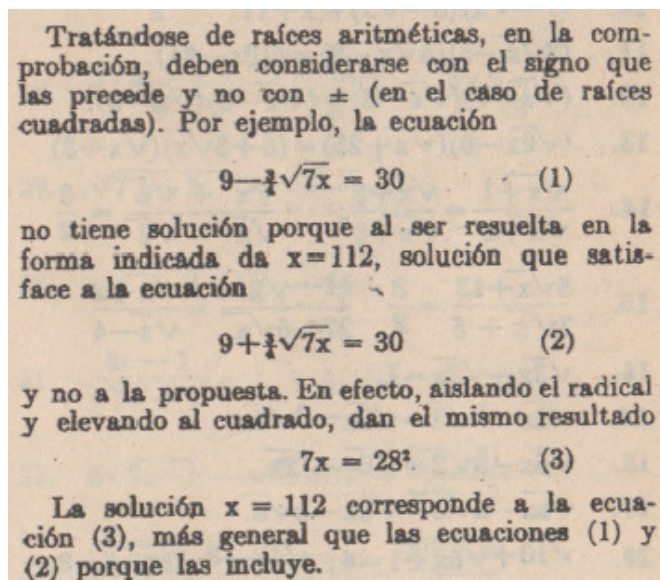 Tratándose de raíces aritméticas, en la com-
probación, deben considerarse con el signo que
las precede y no con ± (en el caso de raíces
cuadradas). Por ejemplo, la ecuación
9—¾√7x = 30 (1)
no tiene solución porque al ser resuelta en la
forma indicada da x=112, solución que satis-
face a la ecuación
9+¾√7x = 30 (2)
y no a la propuesta. En efecto, aislando el radical
y elevando al cuadrado, dan el mismo resultado
7x = 28² (3)
La solución x = 112 corresponde a la ecua-
ción (3), más general que las ecuaciones (1) y
(2) porque las incluye.